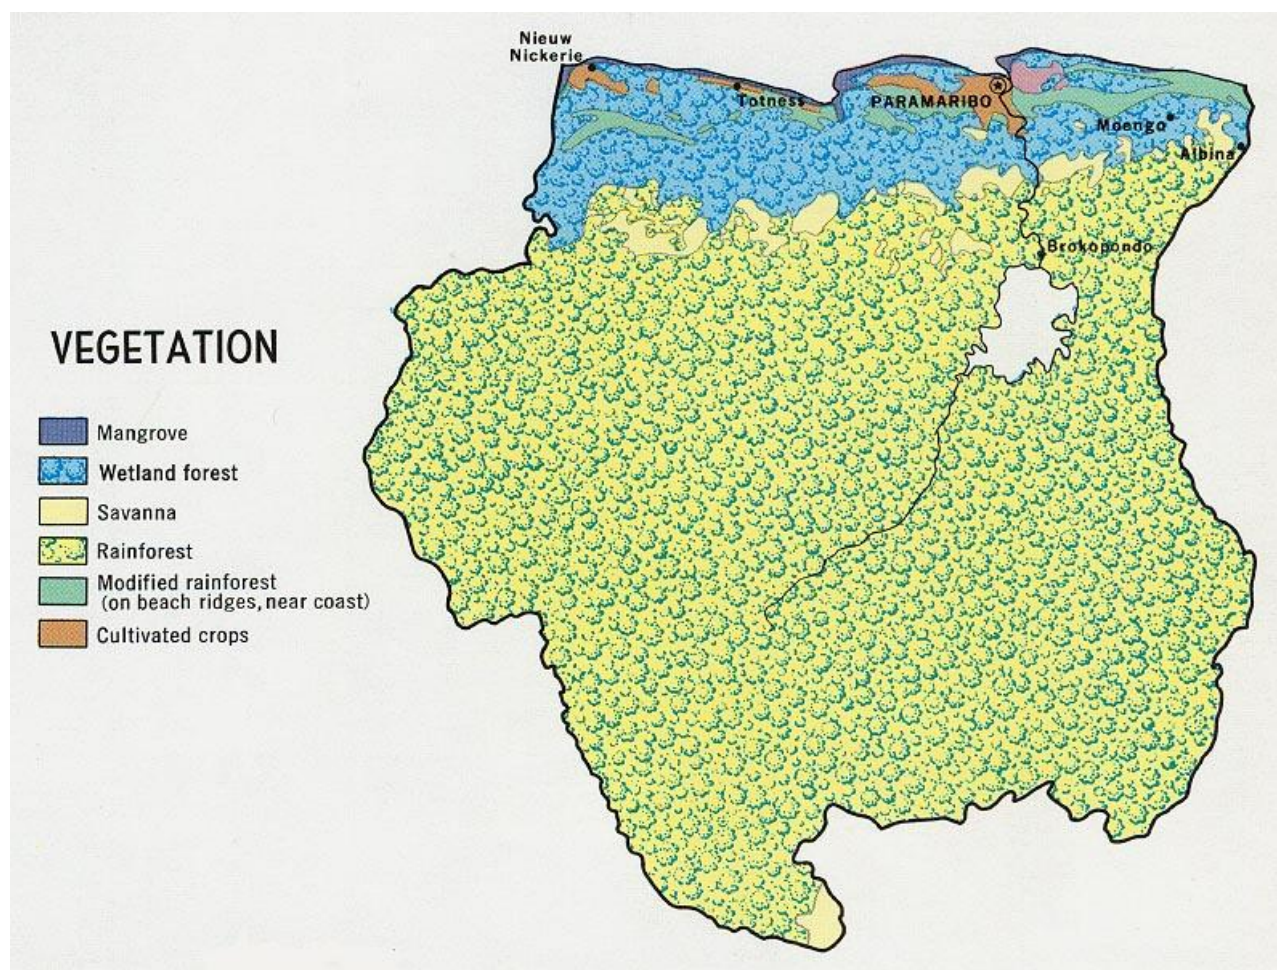 Nieuw
Nickerie
Totness
PARAMARIBO
Moengo
Albina
Brokopondo
VEGETATION
Mangrove
Wetland forest
Savanna
Rainforest
Modified rainforest
(on beach ridges, near coast)
Cultivated crops